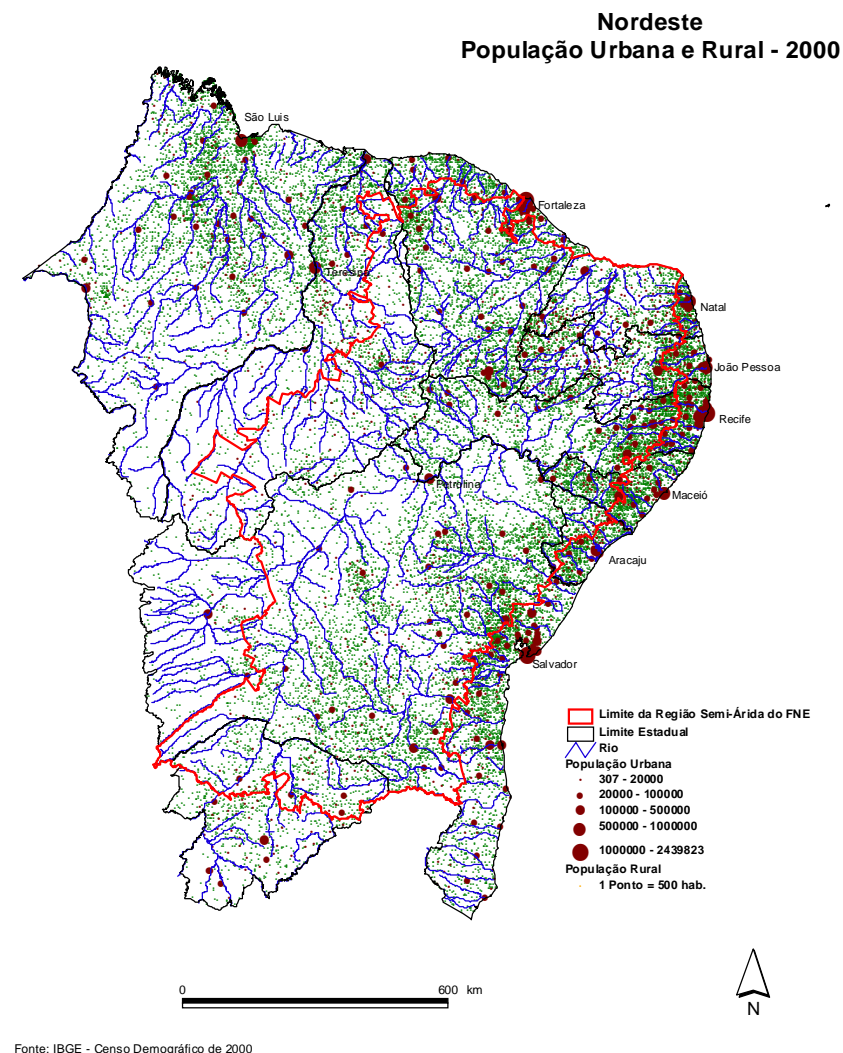 Nordeste
População Urbana e Rural - 2000
São Luis
Fortaleza
Teresina
Natal
João Pessoa
Recife
Petrolina
Maceió
Aracaju
Salvador
Limite da Região Semi-Árida do FNE
Limite Estadual
Rio
População Urbana
307 - 20000
20000 - 100000
100000 - 500000
500000 - 1000000
1000000 - 2439823
População Rural
1 Ponto = 500 hab.
0 600 km
N
Fonte: IBGE - Censo Demográfico de 2000